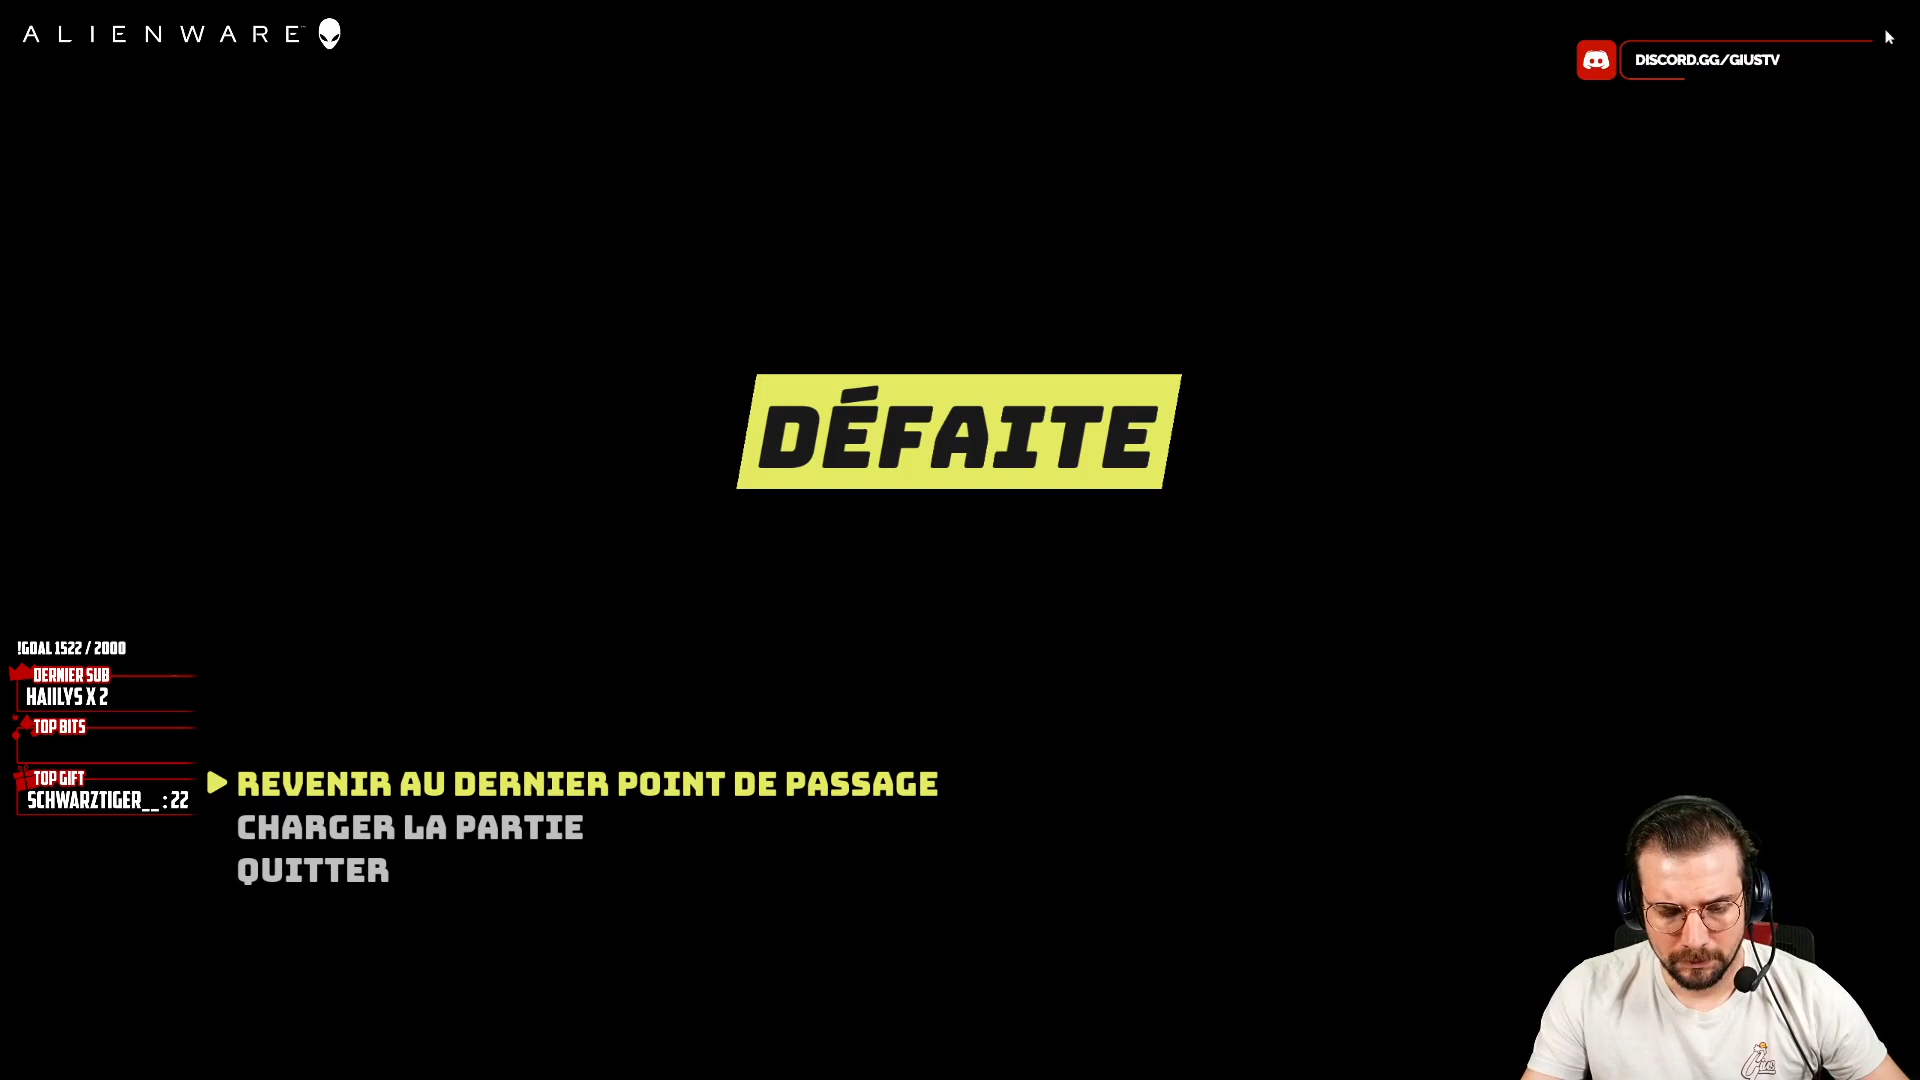 ALIENWARE
DISCORD.GG/GIUSTV
DÉFAITE
!GOAL 1522 / 2000
DERNIER SUB
HAIILYS X 2
TOP BITS
TOP GIFT
SCHWARZTIGER__ : 22
REVENIR AU DERNIER POINT DE PASSAGE
CHARGER LA PARTIE
QUITTER